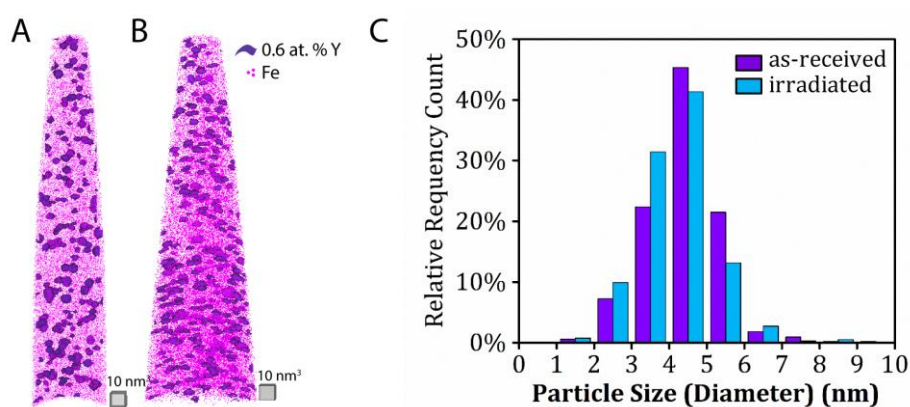 A
B
0.6 at. % Y
Fe
10 nm³
10 nm³
C
50%
40%
30%
20%
10%
0%
as-received
irradiated
Relative Requency Count
0 1 2 3 4 5 6 7 8 9 10
Particle Size (Diameter) (nm)